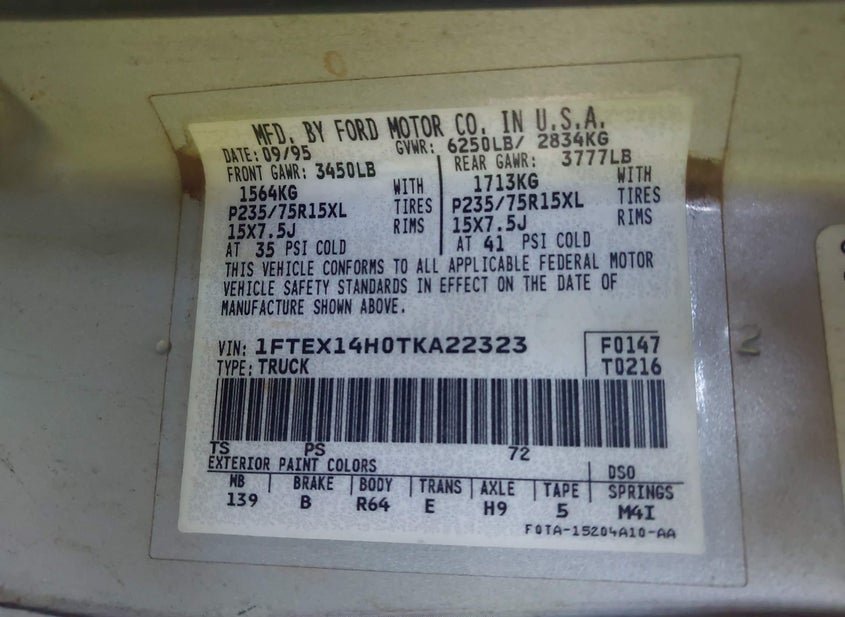 MFD. BY FORD MOTOR CO. IN U.S.A.
DATE: 09/95 GVWR: 6250LB/ 2834KG
FRONT GAWR: 3450LB REAR GAWR: 3777LB
1564KG WITH 1713KG WITH
P235/75R15XL TIRES P235/75R15XL TIRES
15X7.5J RIMS 15X7.5J RIMS
AT 35 PSI COLD AT 41 PSI COLD
THIS VEHICLE CONFORMS TO ALL APPLICABLE FEDERAL MOTOR
VEHICLE SAFETY STANDARDS IN EFFECT ON THE DATE OF
MANUFACTURE SHOWN ABOVE.
VIN: 1FTEX14H0TKA22323 F0147
TYPE: TRUCK T0216
2
TS PS 72
EXTERIOR PAINT COLORS DSO
WB BRAKE BODY TRANS AXLE TAPE SPRINGS
139 B R64 E H9 5 M4I
F0TA-15204A10-AA